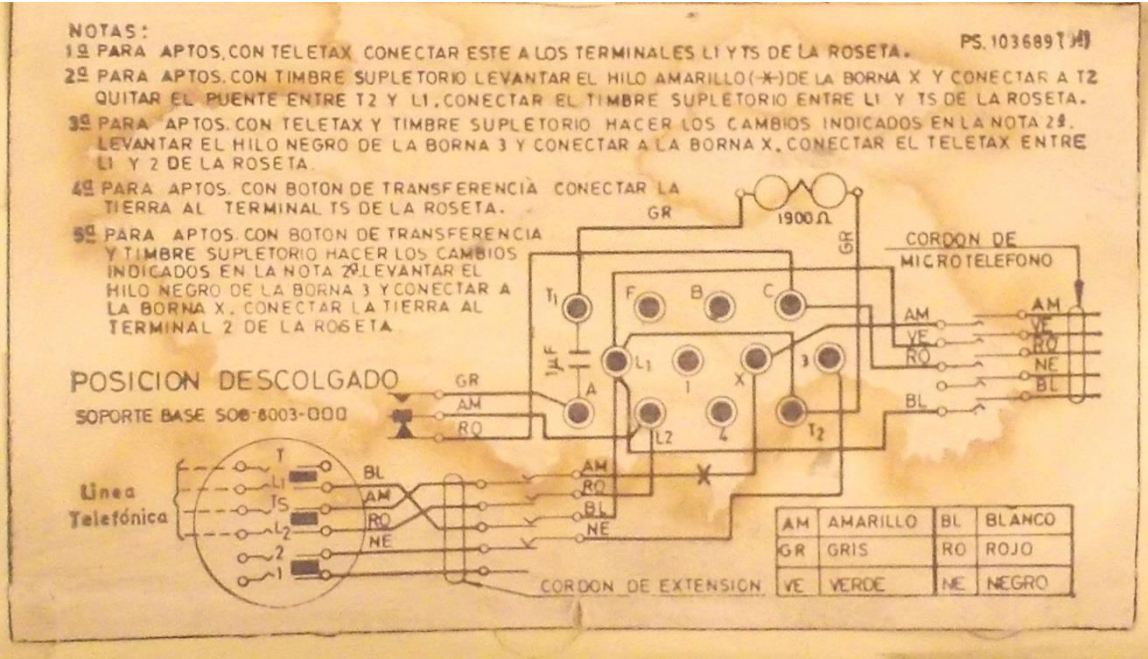 NOTAS:
1ª PARA APTOS. CON TELETAX CONECTAR ESTE A LOS TERMINALES L1 Y TS DE LA ROSETA.
PS. 103689
2ª PARA APTOS. CON TIMBRE SUPLETORIO LEVANTAR EL HILO AMARILLO (-X-) DE LA BORNA X Y CONECTAR A T2
QUITAR EL PUENTE ENTRE T2 Y L1. CONECTAR EL TIMBRE SUPLETORIO ENTRE L1 Y TS DE LA ROSETA.
3ª PARA APTOS. CON TELETAX Y TIMBRE SUPLETORIO HACER LOS CAMBIOS INDICADOS EN LA NOTA 2ª.
LEVANTAR EL HILO NEGRO DE LA BORNA 3 Y CONECTAR A LA BORNA X. CONECTAR EL TELETAX ENTRE
L1 Y 2 DE LA ROSETA.
4ª PARA APTOS. CON BOTON DE TRANSFERENCIA CONECTAR LA
TIERRA AL TERMINAL TS DE LA ROSETA.
5ª PARA APTOS. CON BOTON DE TRANSFERENCIA
Y TIMBRE SUPLETORIO HACER LOS CAMBIOS
INDICADOS EN LA NOTA 2ª. LEVANTAR EL
HILO NEGRO DE LA BORNA 3 Y CONECTAR A
LA BORNA X. CONECTAR LA TIERRA AL
TERMINAL 2 DE LA ROSETA.
GR
1900 Ω
GR
CORDON DE
MICROTELEFONO
T1 F B C
AM
VE
RO
BL
AM
VE
RO
NE
BL
1µF
L1 1 X 3
A L2 4 T2
POSICION DESCOLGADO
SOPORTE BASE SOB-8003-000
GR
AM
RO
Linea
Telefónica
T
L1
TS
L2
2
1
BL
AM
RO
NE
AM
RO
BL
NE
X
CORDON DE EXTENSION
AM AMARILLO BL BLANCO
GR GRIS RO ROJO
VE VERDE NE NEGRO